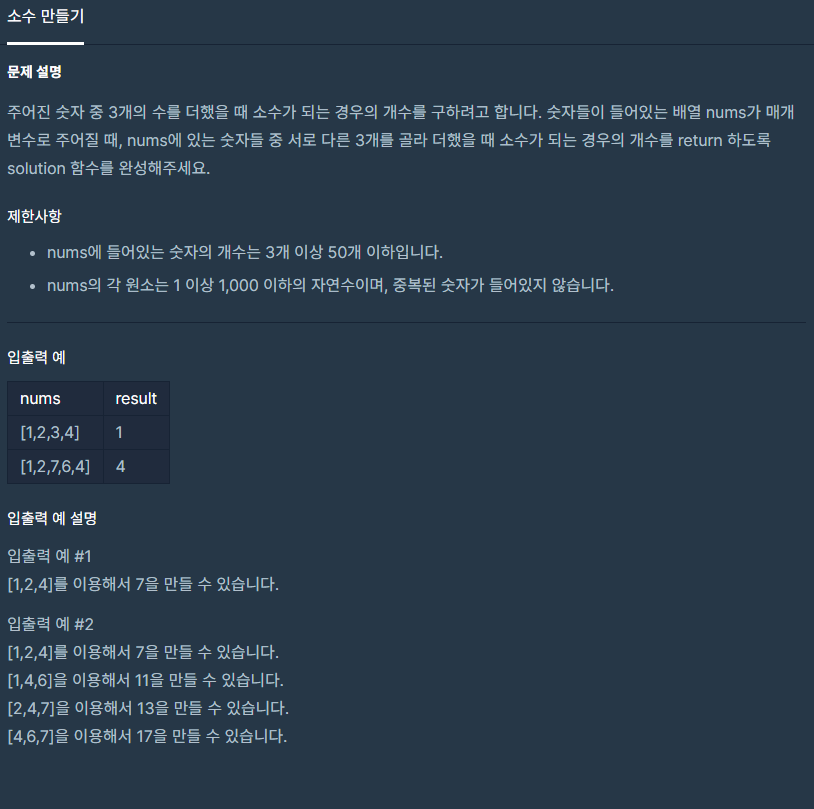 소수 만들기
문제 설명
주어진 숫자 중 3개의 수를 더했을 때 소수가 되는 경우의 개수를 구하려고 합니다. 숫자들이 들어있는 배열 nums가 매개
변수로 주어질 때, nums에 있는 숫자들 중 서로 다른 3개를 골라 더했을 때 소수가 되는 경우의 개수를 return 하도록
solution 함수를 완성해주세요.
제한사항
• nums에 들어있는 숫자의 개수는 3개 이상 50개 이하입니다.
• nums의 각 원소는 1 이상 1,000 이하의 자연수이며, 중복된 숫자가 들어있지 않습니다.
입출력 예
nums result
[1,2,3,4] 1
[1,2,7,6,4] 4
입출력 예 설명
입출력 예 #1
[1,2,4]를 이용해서 7을 만들 수 있습니다.
입출력 예 #2
[1,2,4]를 이용해서 7을 만들 수 있습니다.
[1,4,6]을 이용해서 11을 만들 수 있습니다.
[2,4,7]을 이용해서 13을 만들 수 있습니다.
[4,6,7]을 이용해서 17을 만들 수 있습니다.